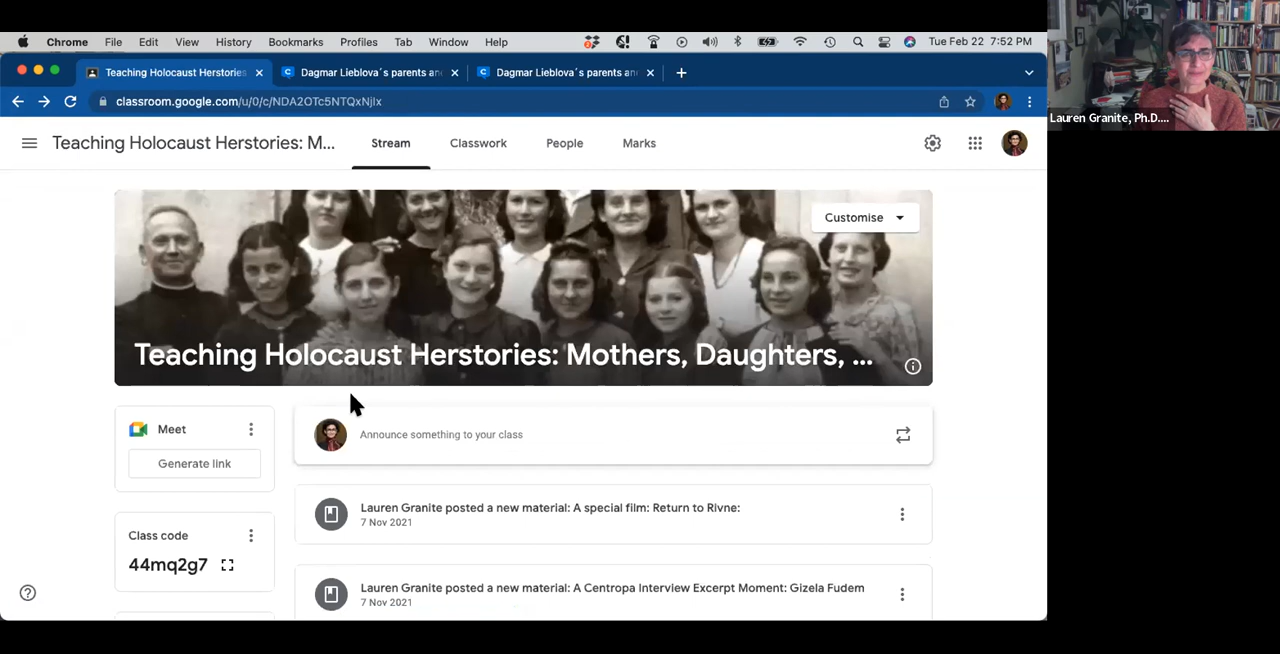 Chrome File Edit View History Bookmarks Profiles Tab Window Help Tue Feb 22 7:52 PM
Teaching Holocaust Herstories Dagmar Lieblova´s parents an Dagmar Lieblova´s parents an
classroom.google.com/u/0/c/NDA2OTc5NTQxNjIx
Lauren Granite, Ph.D....
Teaching Holocaust Herstories: M... Stream Classwork People Marks
Customise
Teaching Holocaust Herstories: Mothers, Daughters, ...
Meet
Generate link
Announce something to your class
Lauren Granite posted a new material: A special film: Return to Rivne:
7 Nov 2021
Class code
44mq2g7
Lauren Granite posted a new material: A Centropa Interview Excerpt Moment: Gizela Fudem
7 Nov 2021